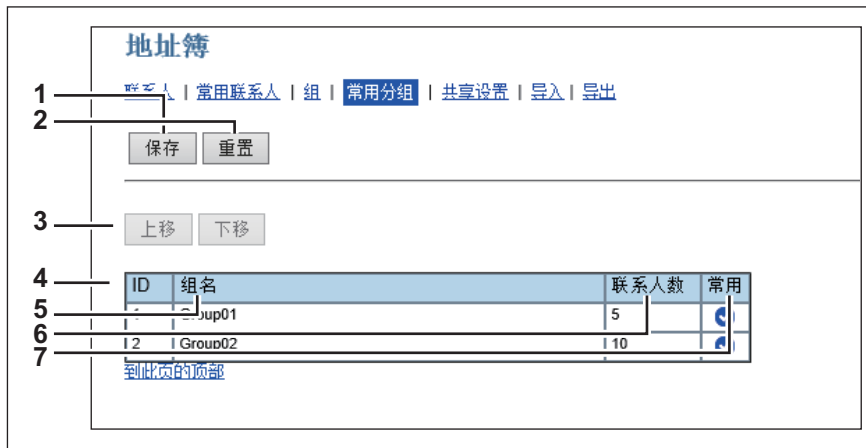 地址簿
1
联系人 | 常用联系人 | 组 | 常用分组 | 共享设置 | 导入 | 导出
2
保存 重置
3
上移 下移
4
ID 组名 联系人数 常用
5
1 Group01 5
6
2 Group02 10
7
到此页的顶部